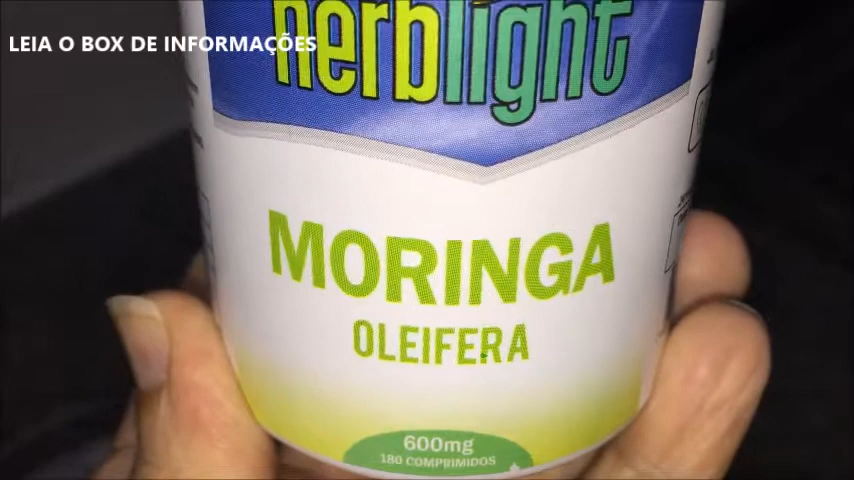 LEIA O BOX DE INFORMAÇÕES
herblight
MORINGA
OLEIFERA
600mg
180 COMPRIMIDOS